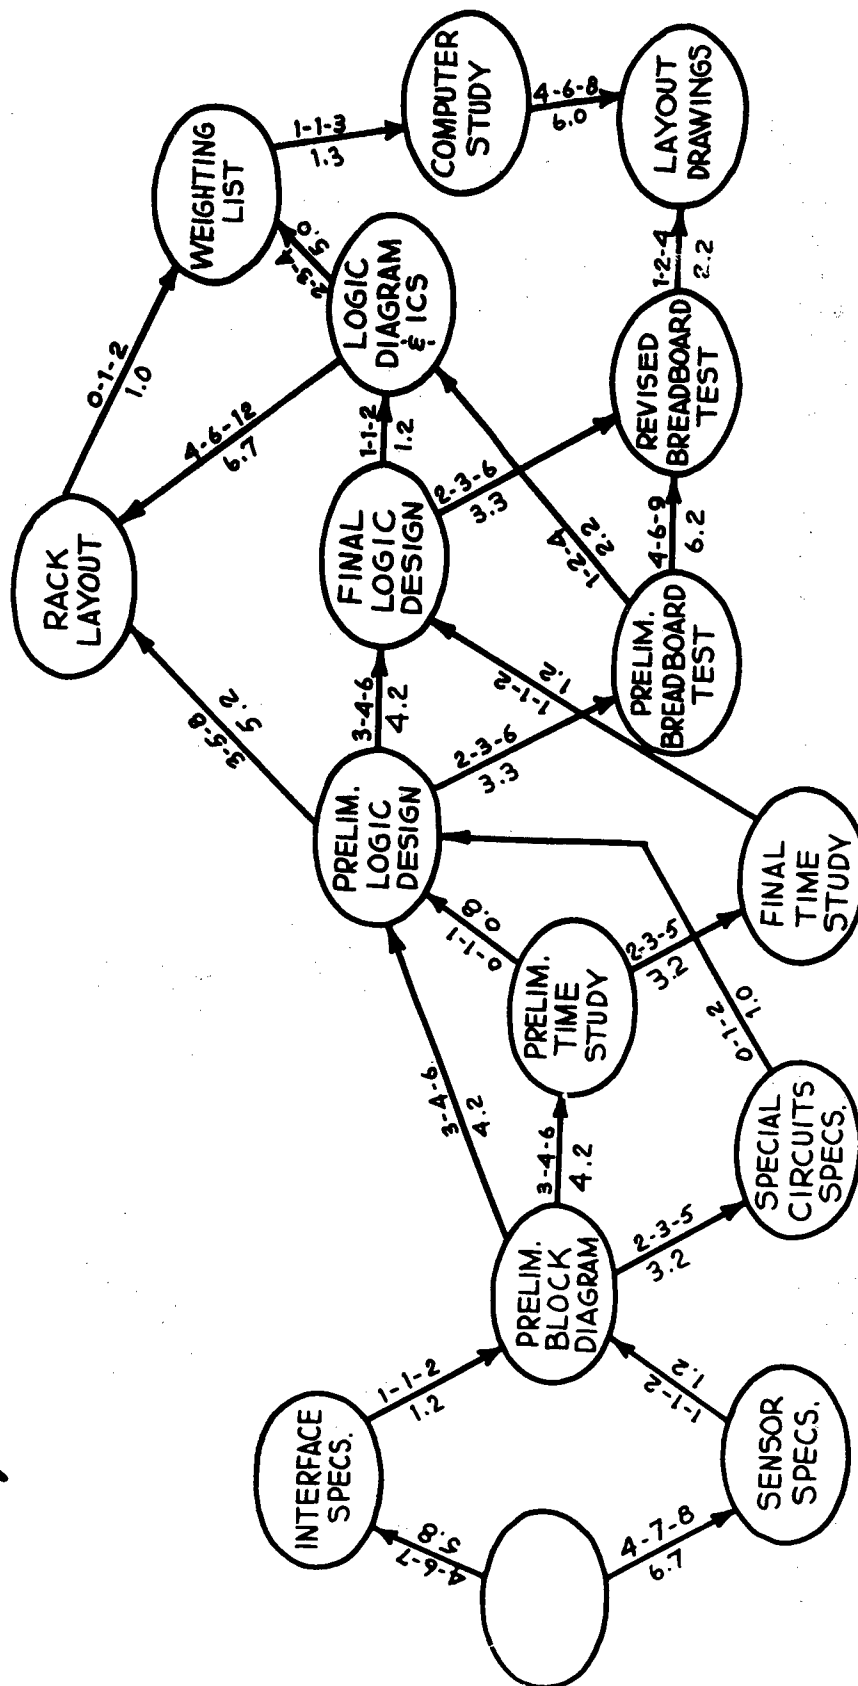 INTERFACE
SPECS.
SENSOR
SPECS.
PRELIM.
BLOCK
DIAGRAM
SPECIAL
CIRCUITS
SPECS.
PRELIM.
TIME
STUDY
FINAL
TIME
STUDY
PRELIM.
LOGIC
DESIGN
PRELIM.
BREADBOARD
TEST
RACK
LAYOUT
FINAL
LOGIC
DESIGN
LOGIC
DIAGRAM
& ICS
REVISED
BREADBOARD
TEST
WEIGHTING
LIST
COMPUTER
STUDY
LAYOUT
DRAWINGS
4-6-7
5.8
4-7-8
6.7
1-1-2
1.2
1-1-2
1.2
3-4-6
4.2
3-4-6
4.2
2-3-5
3.2
0-1-1
0.8
2-3-5
3.2
0-1-2
1.0
3-5-8
5.2
3-4-6
4.2
2-3-6
3.3
1-1-2
1.2
1-1-2
1.2
2-3-6
3.3
1-2-4
2.2
4-6-9
6.2
4-6-12
6.7
0-1-2
1.0
2-3-4
5.0
1-1-3
1.3
4-6-8
6.0
1-2-4
2.2